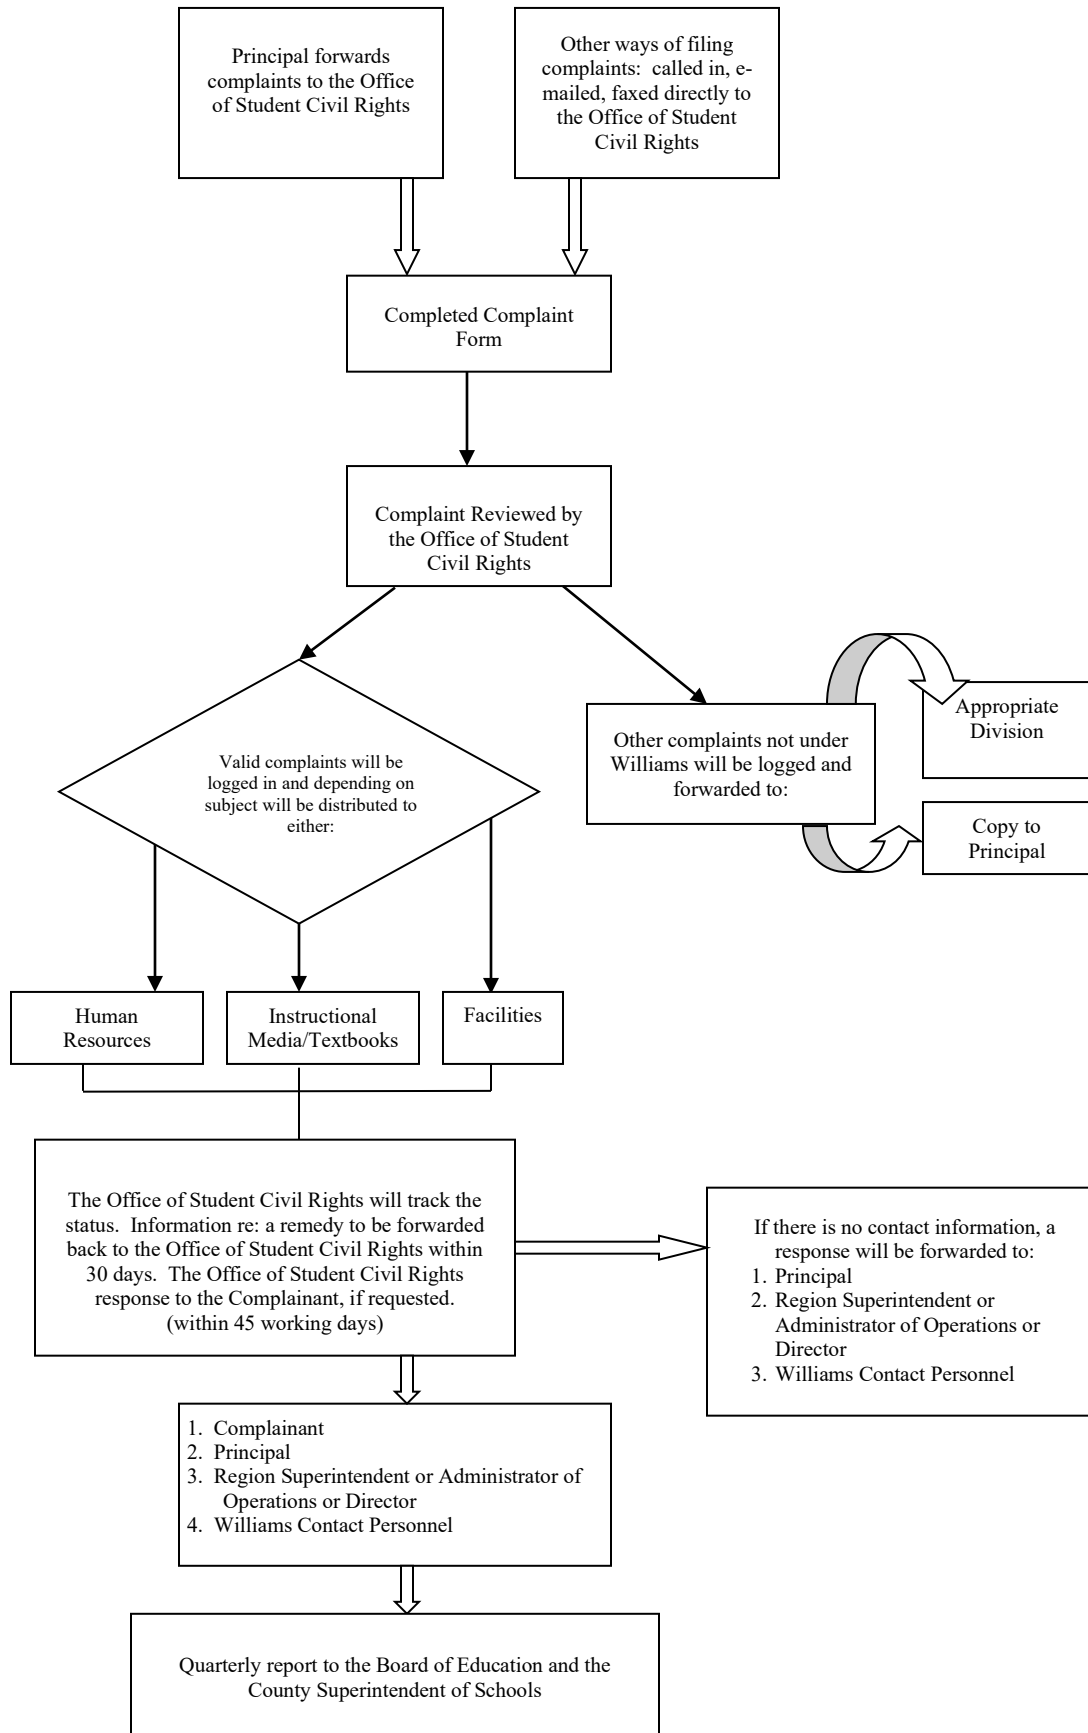 Principal forwards
complaints to the Office
of Student Civil Rights
Other ways of filing
complaints:  called in, e-
mailed, faxed directly to
the Office of Student
Civil Rights
Completed Complaint
Form
Complaint Reviewed by
the Office of Student
Civil Rights
Valid complaints will be
logged in and depending on
subject will be distributed to
either:
Other complaints not under
Williams will be logged and
forwarded to:
Appropriate
Division
Copy to
Principal
Human
Resources
Instructional
Media/Textbooks
Facilities
The Office of Student Civil Rights will track the
status.  Information re: a remedy to be forwarded
back to the Office of Student Civil Rights within
30 days.  The Office of Student Civil Rights
response to the Complainant, if requested.
(within 45 working days)
If there is no contact information, a
response will be forwarded to:
1. Principal
2. Region Superintendent or
Administrator of Operations or
Director
3. Williams Contact Personnel
1.  Complainant
2.  Principal
3.  Region Superintendent or Administrator of
Operations or Director
4.  Williams Contact Personnel
Quarterly report to the Board of Education and the
County Superintendent of Schools